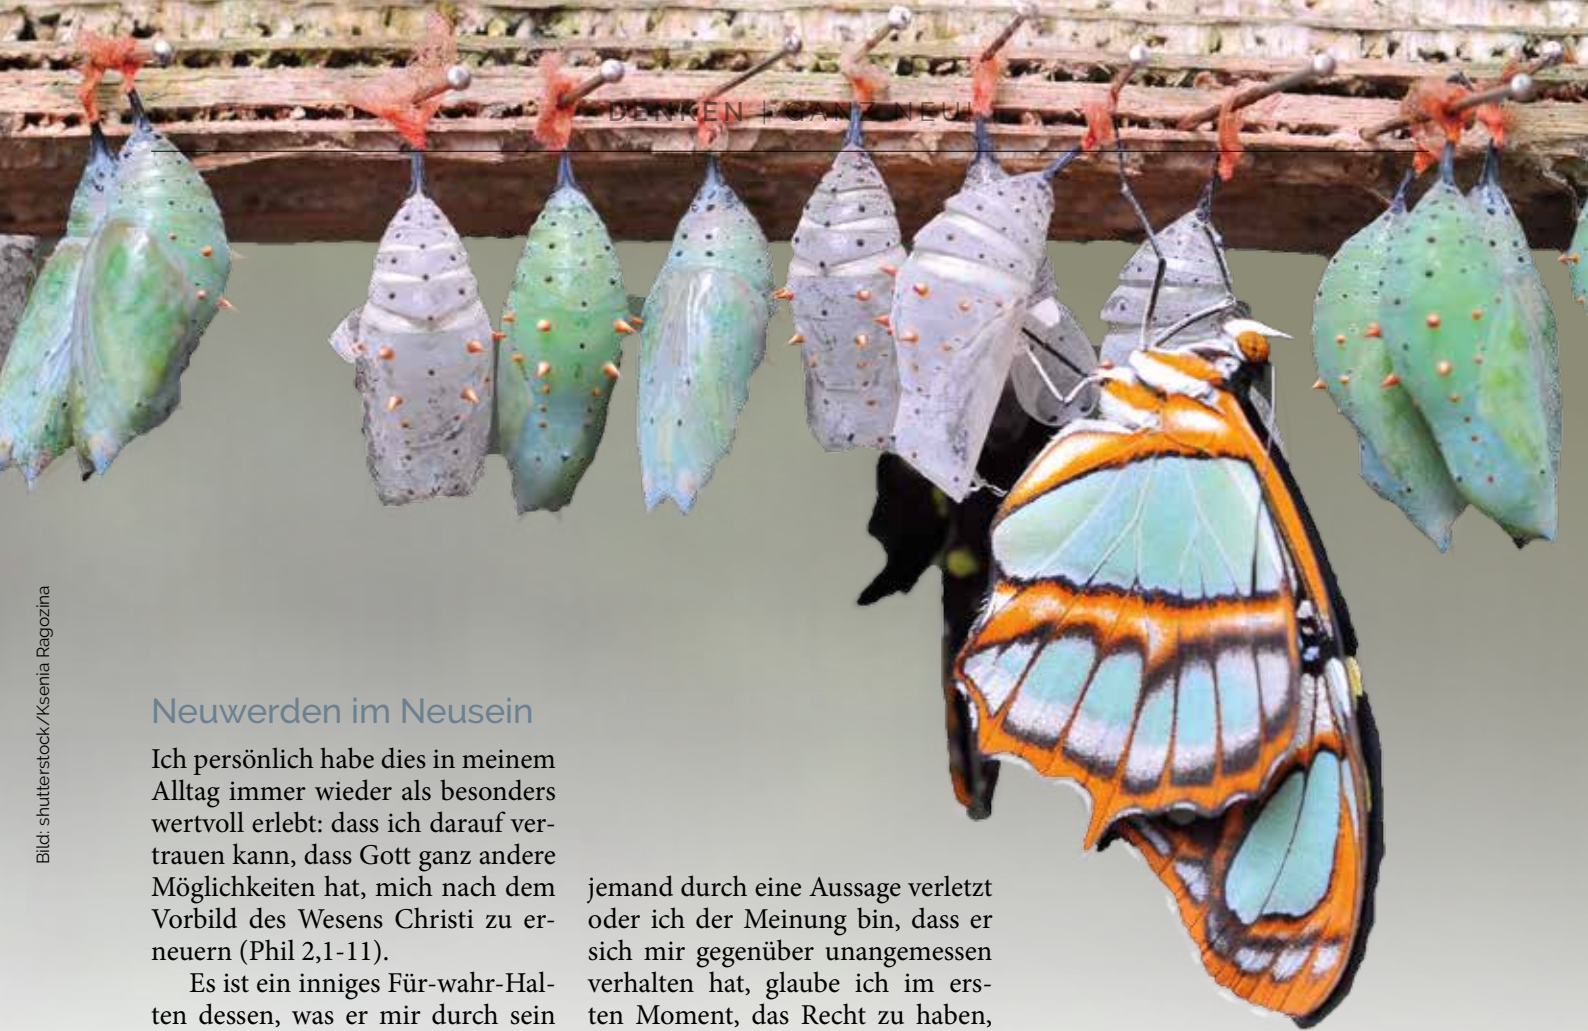 DENKEN | GANZ NEU!
Bild: shutterstock/Ksenia Ragozina
Neuwerden im Neusein
Ich persönlich habe dies in meinem
Alltag immer wieder als besonders
wertvoll erlebt: dass ich darauf ver-
trauen kann, dass Gott ganz andere
Möglichkeiten hat, mich nach dem
Vorbild des Wesens Christi zu er-
neuern (Phil 2,1-11).
Es ist ein inniges Für-wahr-Hal-
ten dessen, was er mir durch sein
jemand durch eine Aussage verletzt
oder ich der Meinung bin, dass er
sich mir gegenüber unangemessen
verhalten hat, glaube ich im ers-
ten Moment, das Recht zu haben,